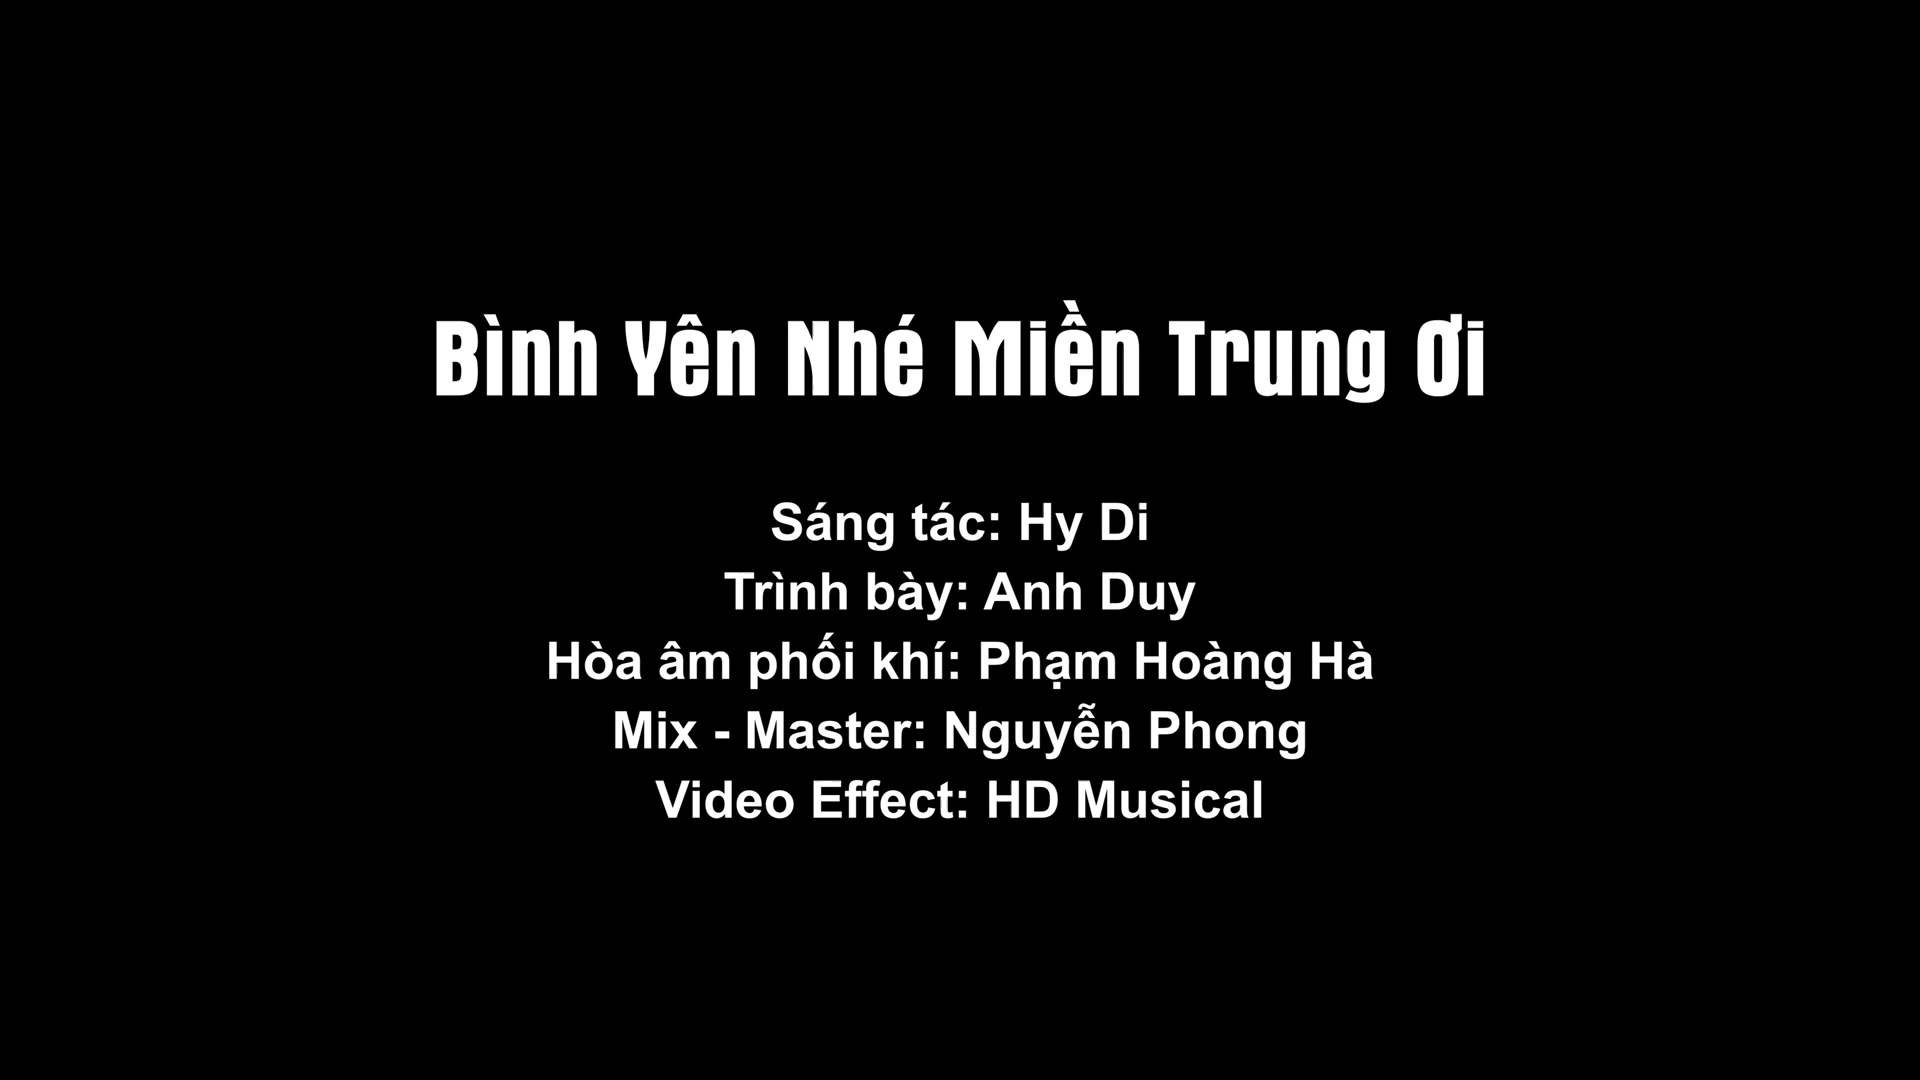 Bình Yên Nhé Miền Trung Ơi
Sáng tác: Hy Di
Trình bày: Anh Duy
Hòa âm phối khí: Phạm Hoàng Hà
Mix - Master: Nguyễn Phong
Video Effect: HD Musical